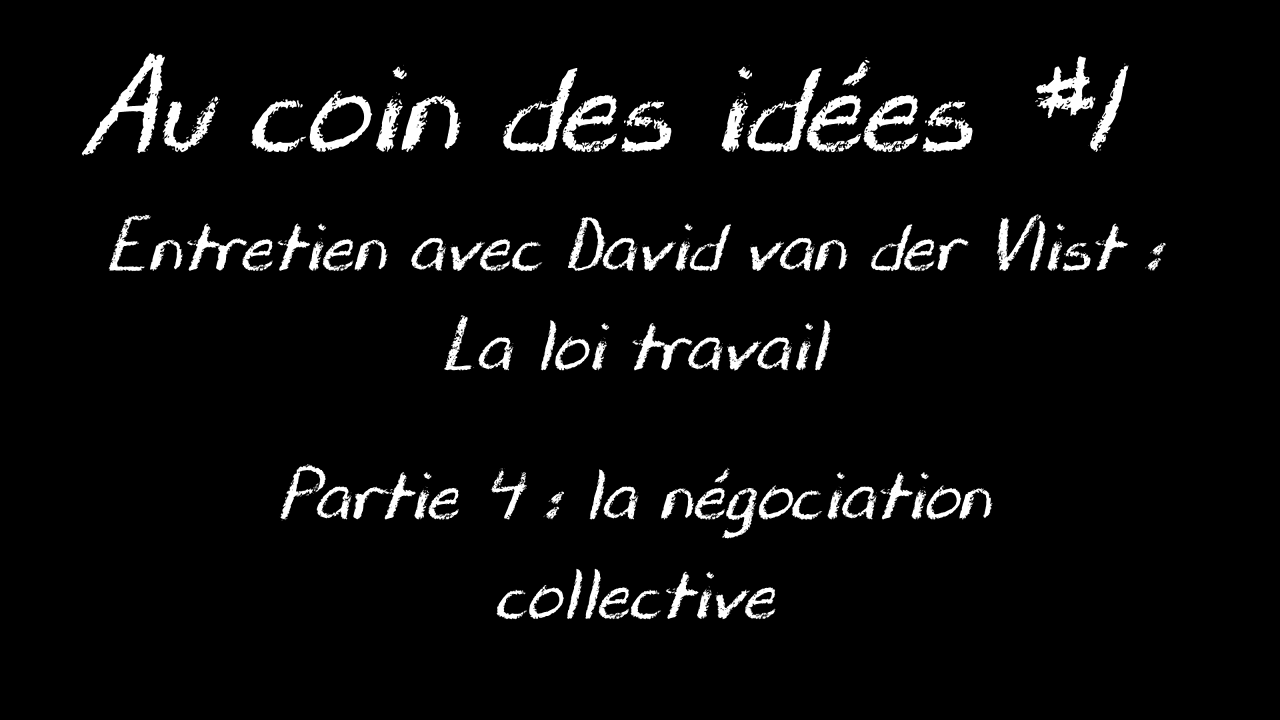 Au coin des idées #1
Entretien avec David van der Vlist :
La loi travail
Partie 4 : la négociation
collective